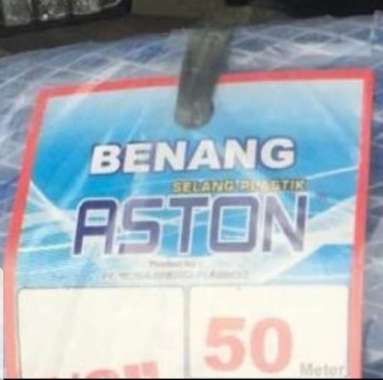 BENANG
SELANG PLASTIK
ASTON
50
Meter